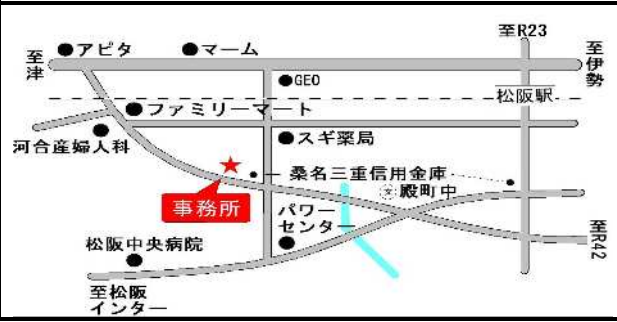 至R23
至津
アピタ
マーム
至伊勢
GEO
松阪駅
ファミリーマート
河合産婦人科
スギ薬局
桑名三重信用金庫
文
殿町中
事務所
パワー
センター
松阪中央病院
至R42
至松阪
インター